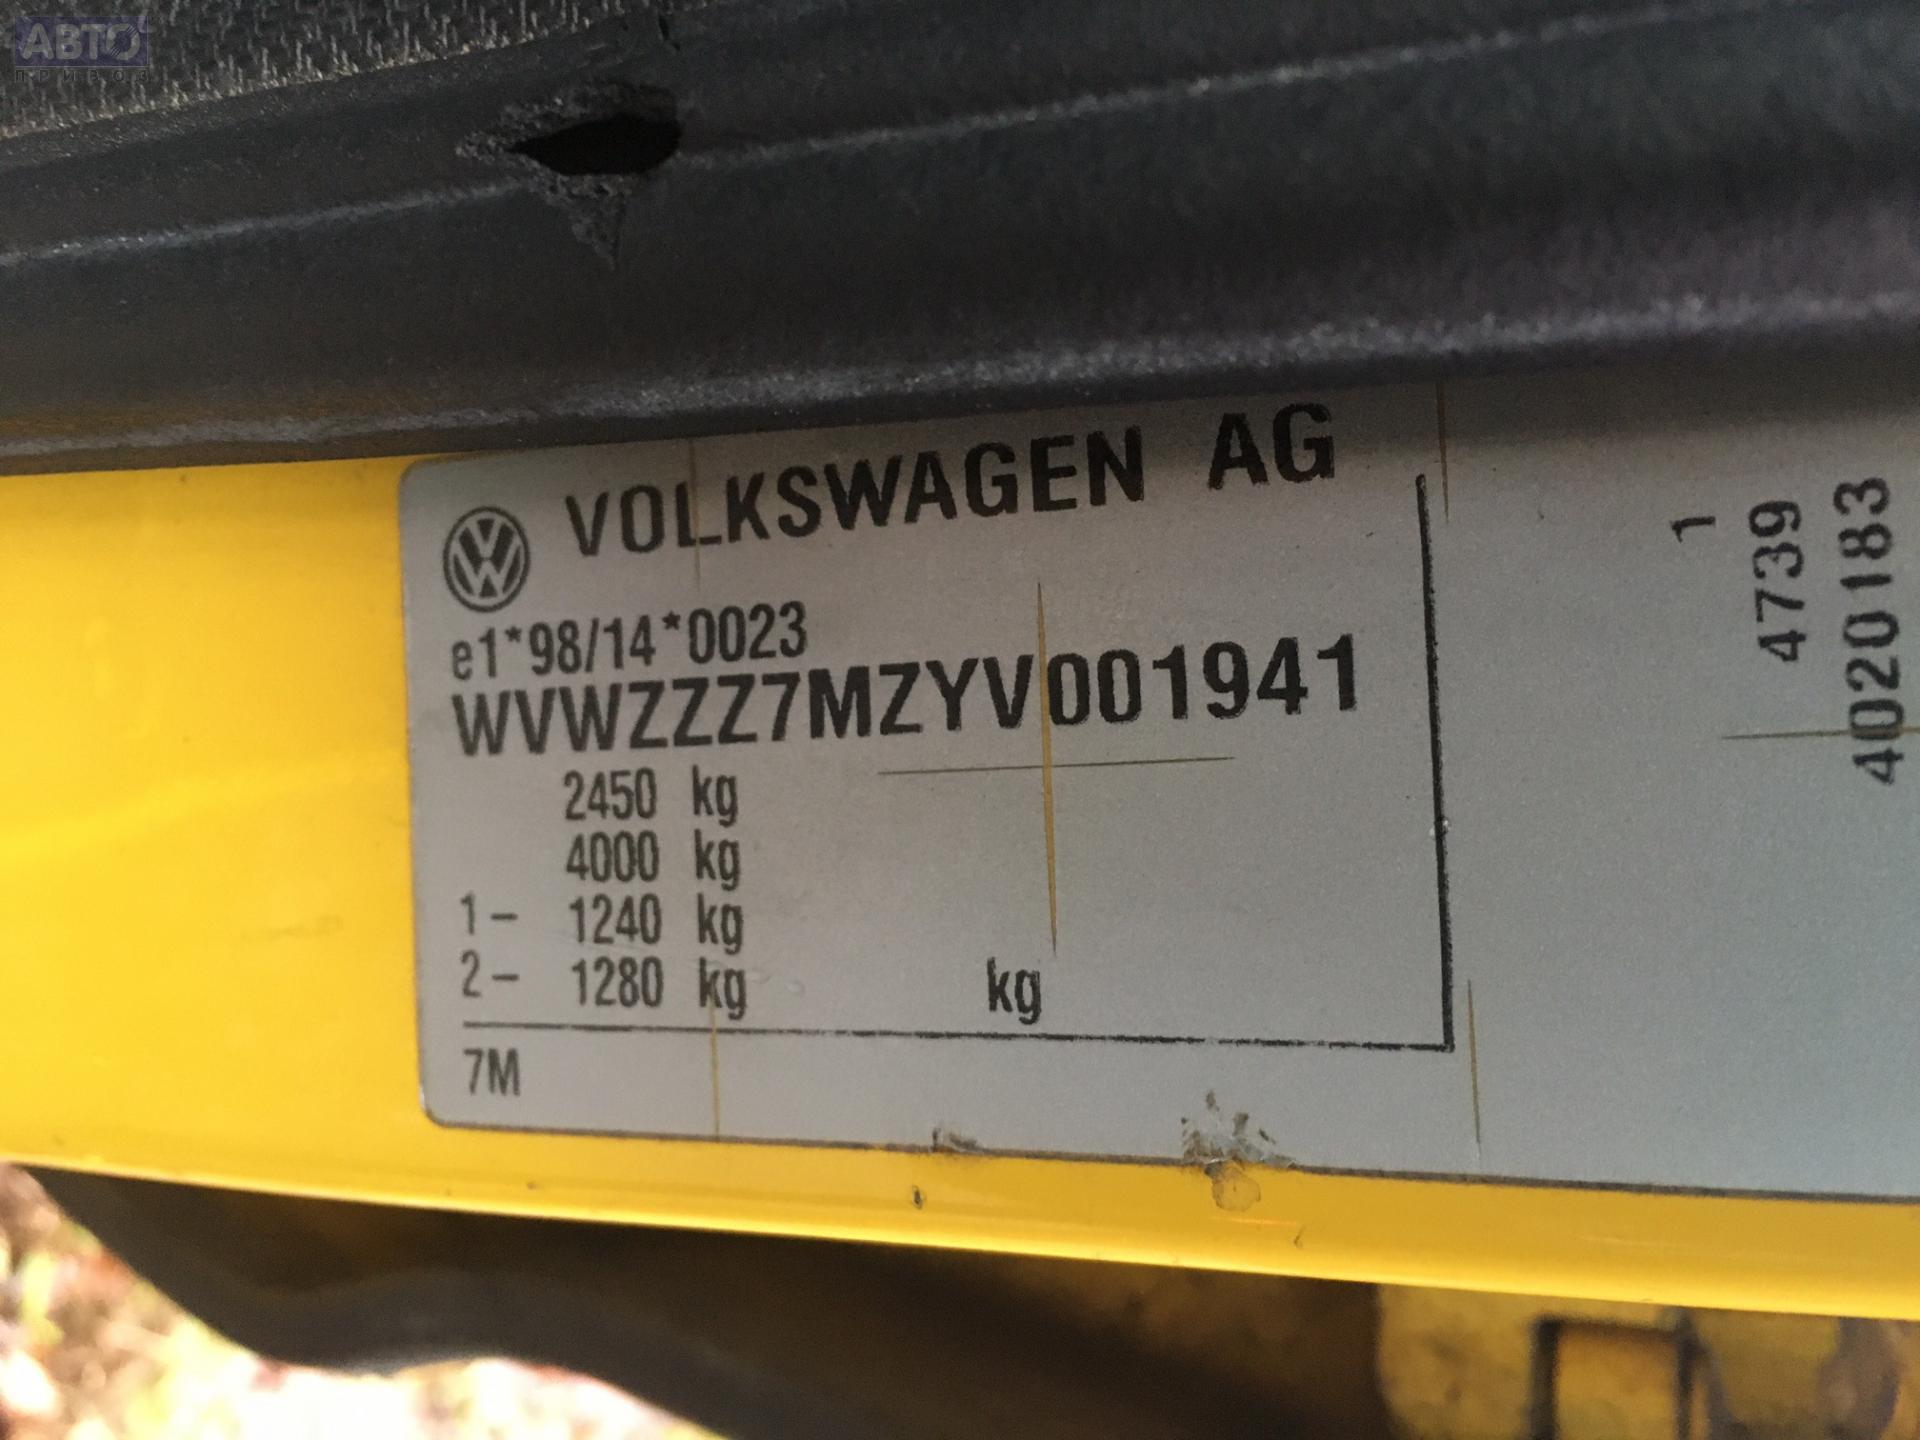 АВТО
ПРИВОЗ
VOLKSWAGEN AG
e1*98/14*0023
WVWZZZ7MZYV001941
2450 kg
4000 kg
1- 1240 kg
2- 1280 kg kg
7M
1
4739
4020183